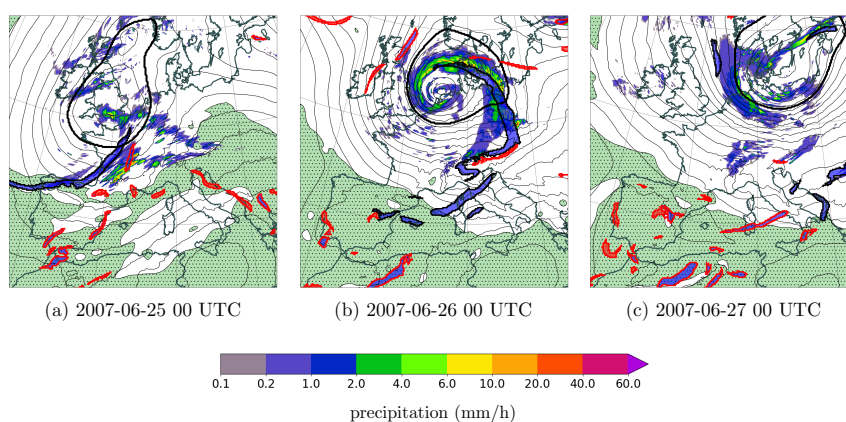 (a) 2007-06-25 00 UTC
(b) 2007-06-26 00 UTC
(c) 2007-06-27 00 UTC
0.1 0.2 1.0 2.0 4.0 6.0 10.0 20.0 40.0 60.0
precipitation (mm/h)